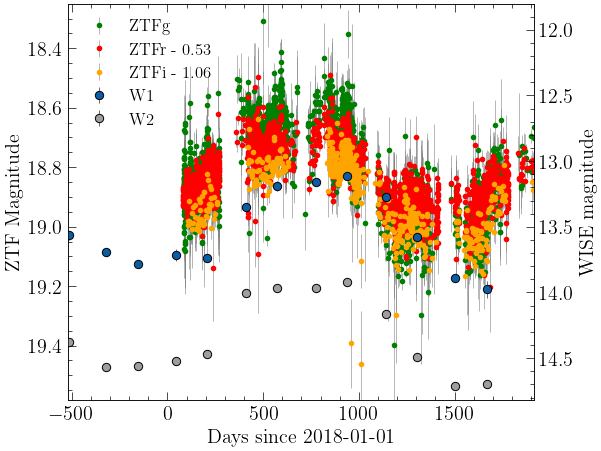 ZTFg
ZTFr - 0.53
ZTFi - 1.06
W1
W2
18.4
18.6
18.8
19.0
19.2
19.4
ZTF Magnitude
12.0
12.5
13.0
13.5
14.0
14.5
WISE magnitude
−500 0 500 1000 1500
Days since 2018-01-01